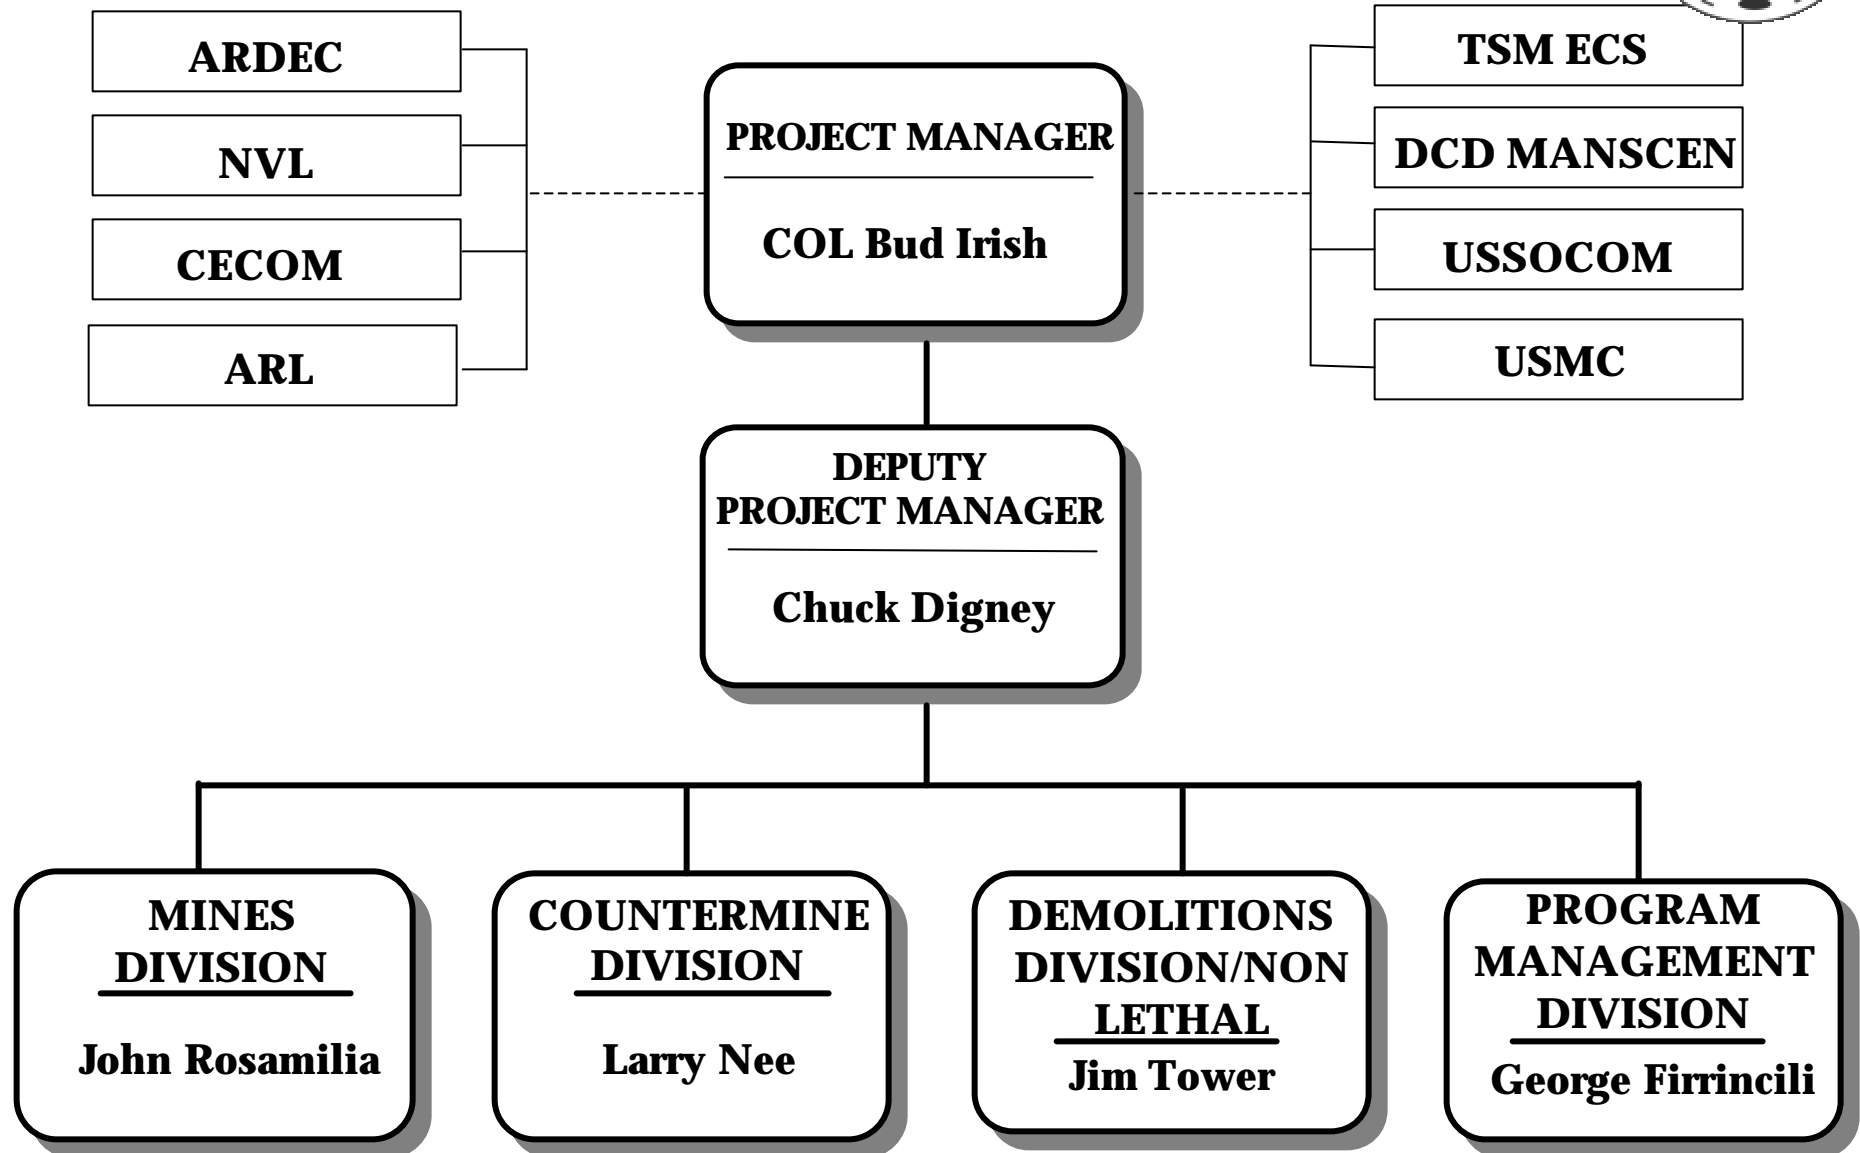 ARDEC
NVL
CECOM
ARL
PROJECT MANAGER
COL Bud Irish
TSM ECS
DCD MANSCEN
USSOCOM
USMC
DEPUTY
PROJECT MANAGER
Chuck Digney
MINES
DIVISION
John Rosamilia
COUNTERMINE
DIVISION
Larry Nee
DEMOLITIONS
DIVISION/NON
LETHAL
Jim Tower
PROGRAM
MANAGEMENT
DIVISION
George Firrincili